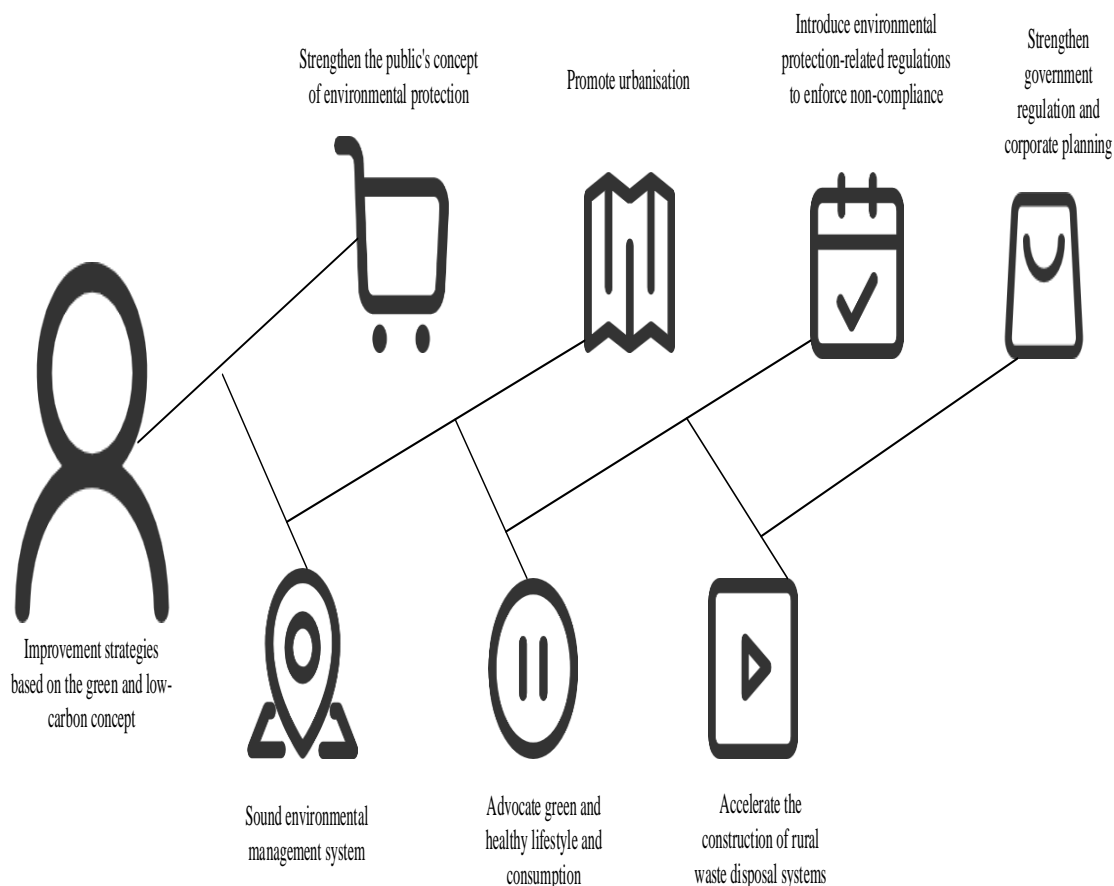 Strengthen the public's concept
of environmental protection
Promote urbanisation
Introduce environmental
protection-related regulations
to enforce non-compliance
Strengthen
government
regulation and
corporate planning
Improvement strategies
based on the green and low-
carbon concept
Sound environmental
management system
Advocate green and
healthy lifestyle and
consumption
Accelerate the
construction of rural
waste disposal systems